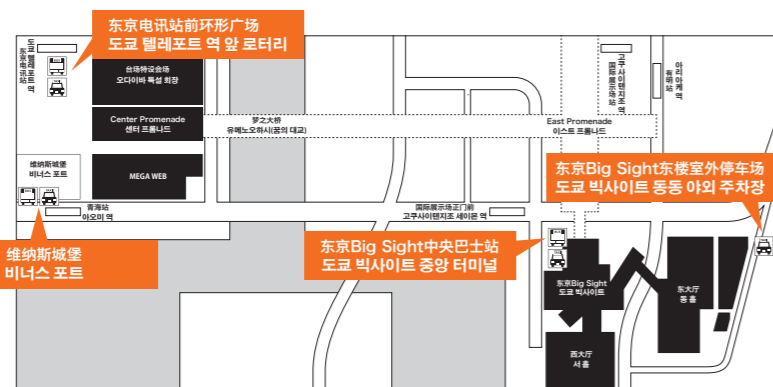 东京电讯站前环形广场
도쿄 텔레포트 역 앞 로터리
东京电讯站
도쿄 텔레포트 역
台场特设会场
오다이바 특설 회장
Center Promenade
센터 프롬나드
MEGA WEB
维纳斯城堡
비너스 포트
青海站
아오미 역
维纳斯城堡
비너스 포트
梦之大桥
유메노오하시(꿈의 대교)
East Promenade
이스트 프롬나드
国际展示场站
고쿠사이텐지조 역
有明站
아리아케 역
国际展示场正门前
고쿠사이텐지조 세이몬 역
东京Big Sight东楼室外停车场
도쿄 빅사이트 동동 야외 주차장
东京Big Sight中央巴士站
도쿄 빅사이트 중앙 터미널
东京Big Sight
도쿄 빅사이트
东大厅
동 홀
西大厅
서 홀